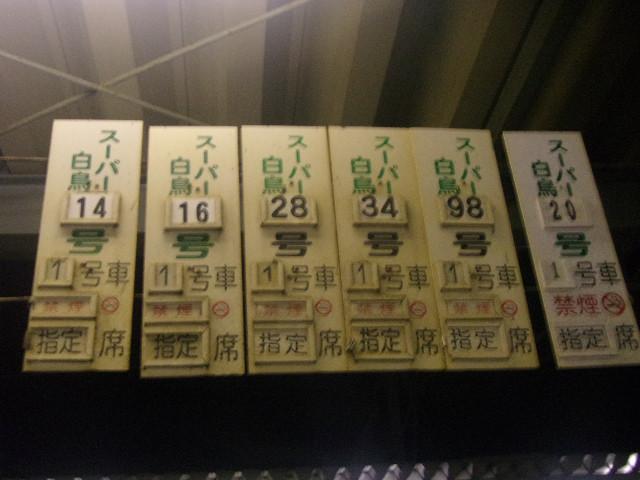 スーパー
白鳥
14
号
1号車
禁煙
指定席
スーパー
白鳥
16
号
1号車
禁煙
指定席
スーパー
白鳥
28
号
1号車
禁煙
指定席
スーパー
白鳥
34
号
1号車
禁煙
指定席
スーパー
白鳥
98
号
1号車
禁煙
指定席
スーパー
白鳥
20
号
1号車
禁煙
指定席